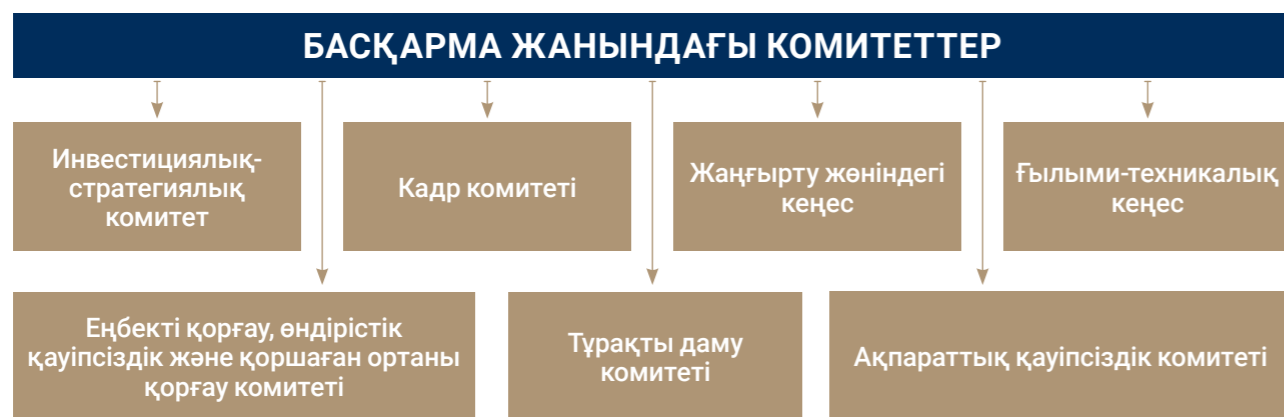 БАСҚАРМА ЖАНЫНДАҒЫ КОМИТЕТТЕР
Инвестициялық-
стратегиялық
комитет
Кадр комитеті
Жаңғырту жөніндегі
кеңес
Ғылыми-техникалық
кеңес
Еңбекті қорғау, өндірістік
қауіпсіздік және қоршаған ортаны
қорғау комитеті
Тұрақты даму
комитеті
Ақпараттық қауіпсіздік комитеті